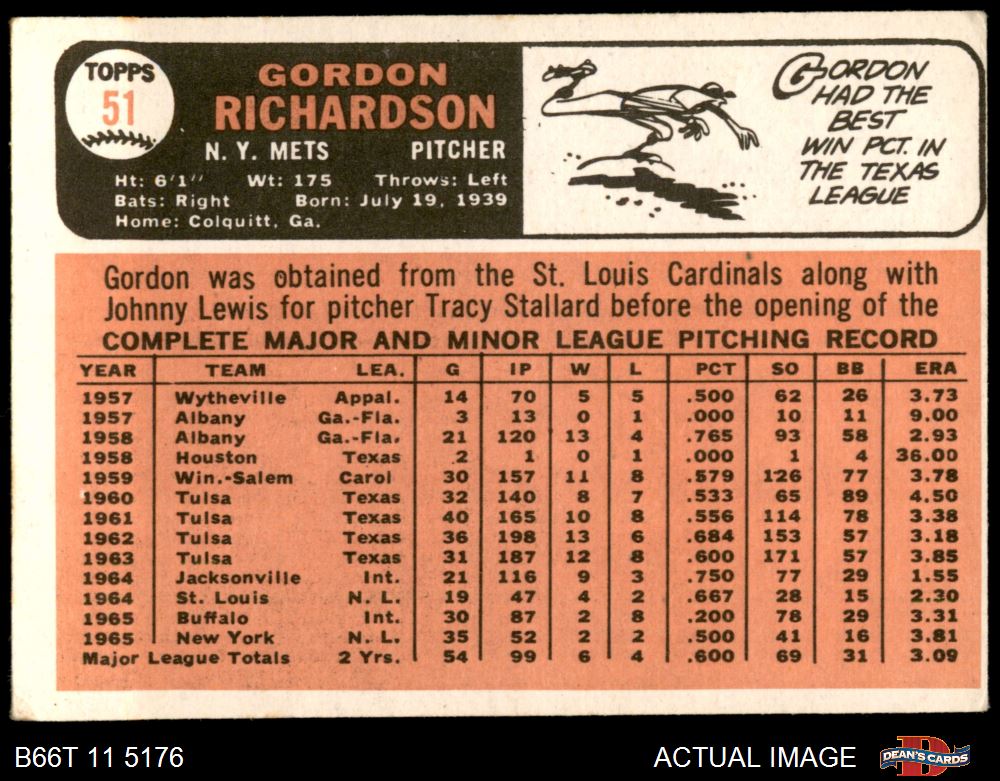 TOPPS
51
GORDON
RICHARDSON
N. Y. METS PITCHER
Ht: 6'1" Wt: 175 Throws: Left
Bats: Right Born: July 19, 1939
Home: Colquitt, Ga.
GORDON
HAD THE
BEST
WIN PCT. IN
THE TEXAS
LEAGUE
Gordon was obtained from the St. Louis Cardinals along with
Johnny Lewis for pitcher Tracy Stallard before the opening of the
COMPLETE MAJOR AND MINOR LEAGUE PITCHING RECORD
YEAR TEAM LEA. G IP W L PCT SO BB ERA
1957 Wytheville Appal. 14 70 5 5 .500 62 26 3.73
1957 Albany Ga.-Fla. 3 13 0 1 .000 10 11 9.00
1958 Albany Ga.-Fla. 21 120 13 4 .765 93 58 2.93
1958 Houston Texas 2 1 0 1 .000 1 4 36.00
1959 Win.-Salem Carol 30 157 11 8 .579 126 77 3.78
1960 Tulsa Texas 32 140 8 7 .533 65 89 4.50
1961 Tulsa Texas 40 165 10 8 .556 114 78 3.38
1962 Tulsa Texas 36 198 13 6 .684 153 57 3.18
1963 Tulsa Texas 31 187 12 8 .600 171 57 3.85
1964 Jacksonville Int. 21 116 9 3 .750 77 29 1.55
1964 St. Louis N. L. 19 47 4 2 .667 28 15 2.30
1965 Buffalo Int. 30 87 2 8 .200 78 29 3.31
1965 New York N. L. 35 52 2 2 .500 41 16 3.81
Major League Totals 2 Yrs. 54 99 6 4 .600 69 31 3.09
B66T 11 5176 ACTUAL IMAGE DEAN'S CARDS